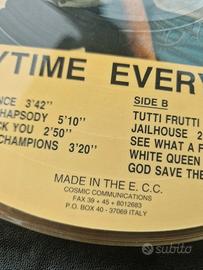 YTIME EVERY
NCE 3'42"
RHAPSODY 5'10"
CK YOU 2'50"
CHAMPIONS 3'20"
SIDE B
TUTTI FRUTTI
JAILHOUSE
SEE WHAT A F
WHITE QUEEN
GOD SAVE THE
MADE IN THE E. C.C.
COSMIC COMMUNICATIONS
FAX 39 + 45 + 8012683
P.O. BOX 40 - 37069 ITALY
subito